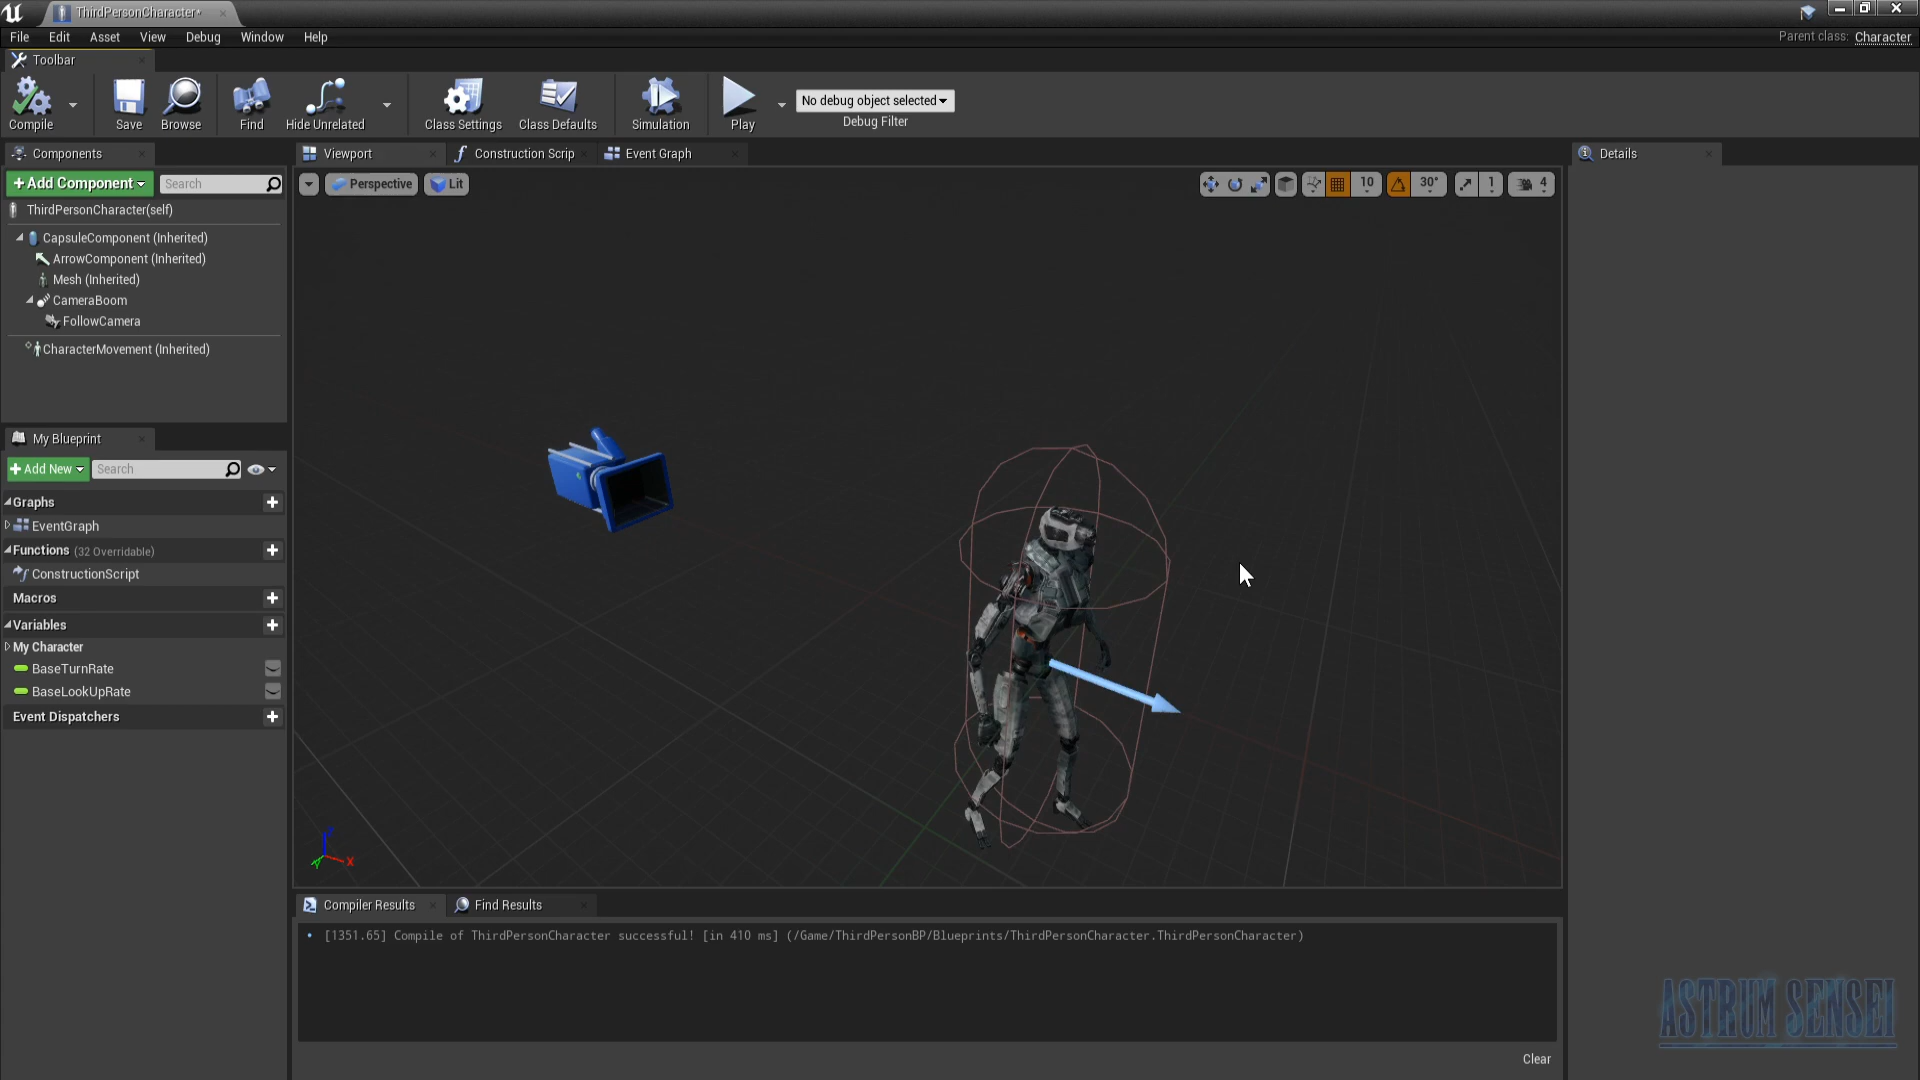 ThirdPersonCharacter*
File Edit Asset View Debug Window Help
Parent class: Character
Toolbar
Compile
Save
Browse
Find
Hide Unrelated
Class Settings
Class Defaults
Simulation
Play
No debug object selected
Debug Filter
Components
+Add Component
Search
ThirdPersonCharacter(self)
CapsuleComponent (Inherited)
ArrowComponent (Inherited)
Mesh (Inherited)
CameraBoom
FollowCamera
CharacterMovement (Inherited)
My Blueprint
+Add New
Search
Graphs
EventGraph
Functions (32 Overridable)
ConstructionScript
Macros
Variables
My Character
BaseTurnRate
BaseLookUpRate
Event Dispatchers
Viewport
Construction Scrip
Event Graph
Perspective
Lit
10
30°
1
4
X
Details
Compiler Results
Find Results
[1351.65] Compile of ThirdPersonCharacter successful! [in 410 ms] (/Game/ThirdPersonBP/Blueprints/ThirdPersonCharacter.ThirdPersonCharacter)
Clear
ASTRUM SENSEI